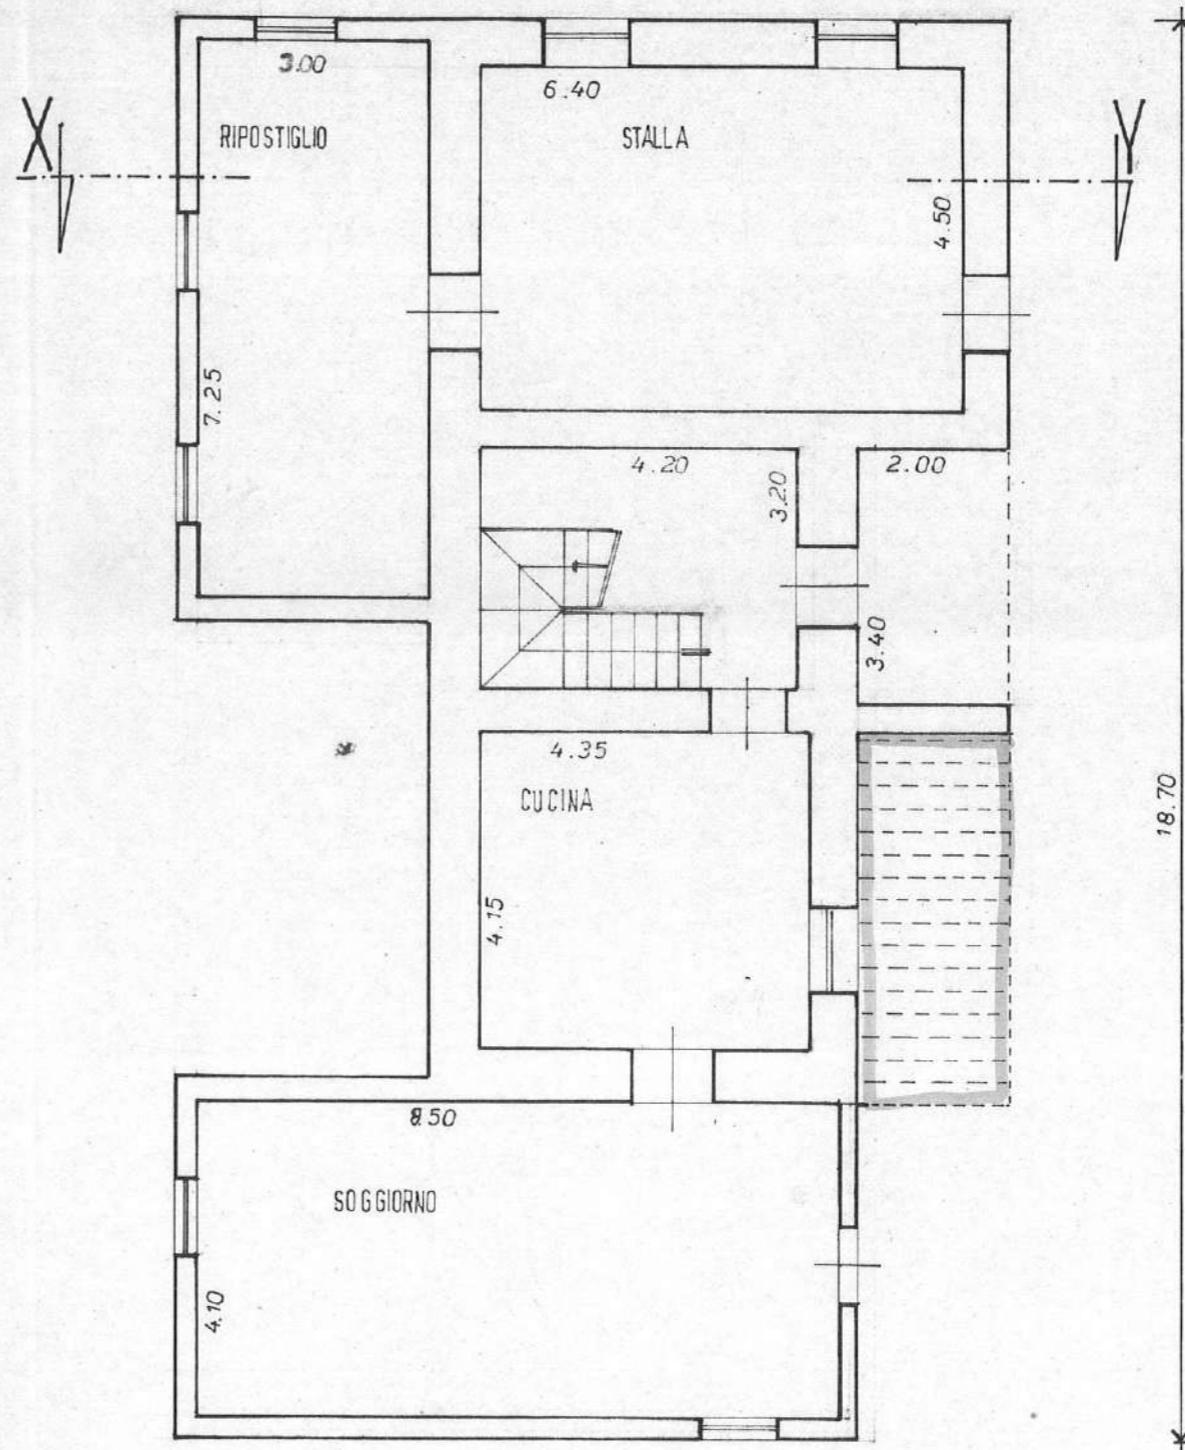 3.00
6.40
RIPOSTIGLIO
STALLA
X
Y
4.50
7.25
4.20
2.00
3.20
3.40
4.35
CUCINA
18.70
4.15
8.50
SOGGIORNO
4.10